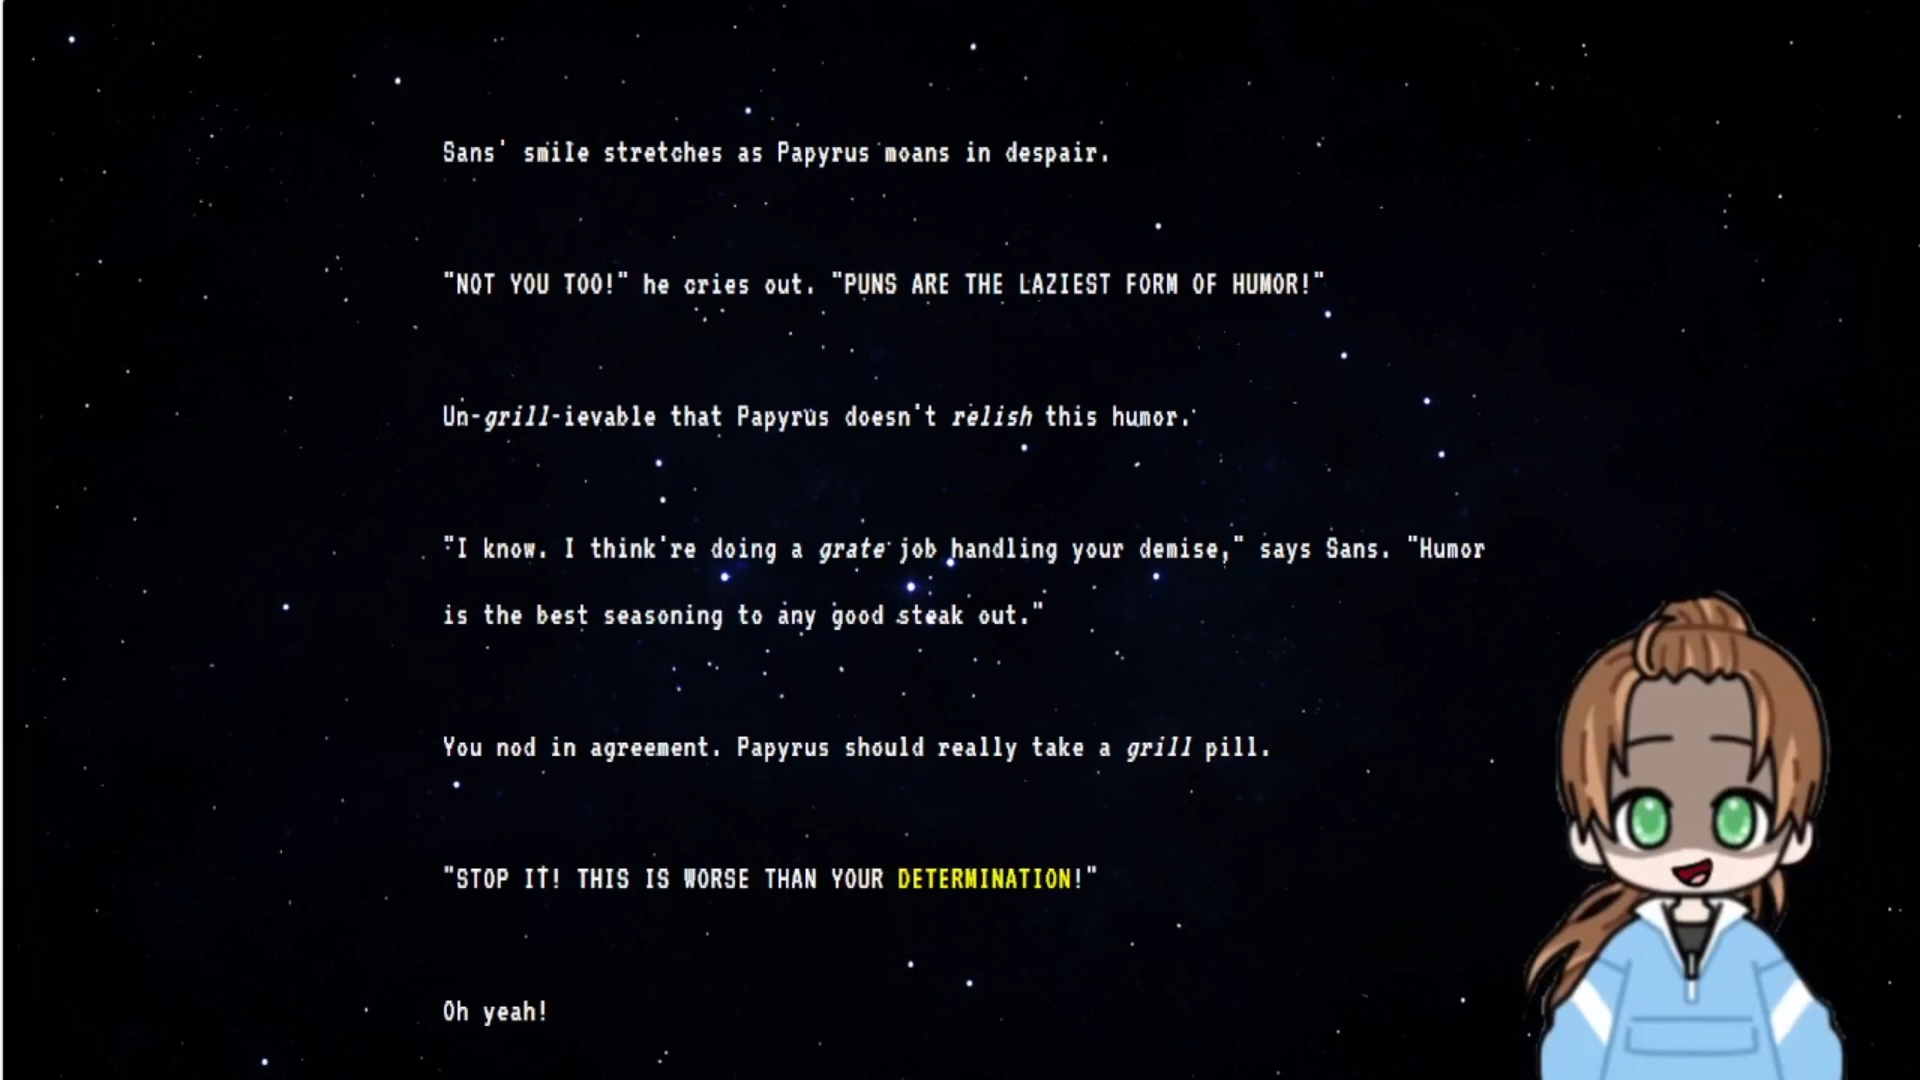 Sans' smile stretches as Papyrus moans in despair.
"NOT YOU TOO!" he cries out. "PUNS ARE THE LAZIEST FORM OF HUMOR!"
Un-grill-ievable that Papyrus doesn't relish this humor.
"I know. I think're doing a grate job handling your demise," says Sans. "Humor
is the best seasoning to any good steak out."
You nod in agreement. Papyrus should really take a grill pill.
"STOP IT! THIS IS WORSE THAN YOUR DETERMINATION!"
Oh yeah!